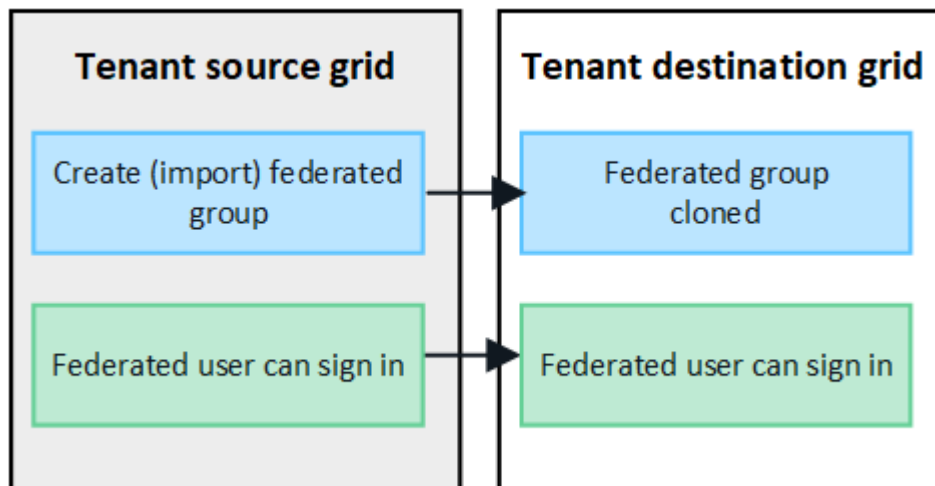 Tenant source grid
Create (import) federated
group
Federated user can sign in
Tenant destination grid
Federated group
cloned
Federated user can sign in